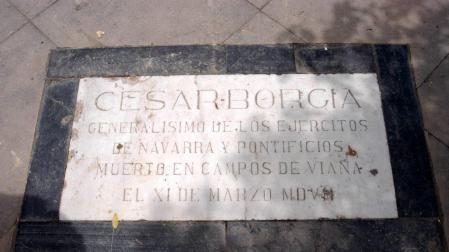 CESAR BORGIA
GENERALISIMO DE LOS EJERCITOS
DE NAVARRA Y PONTIFICIOS
MUERTO EN CAMPOS DE VIANA
EL XI DE MARZO MDVII